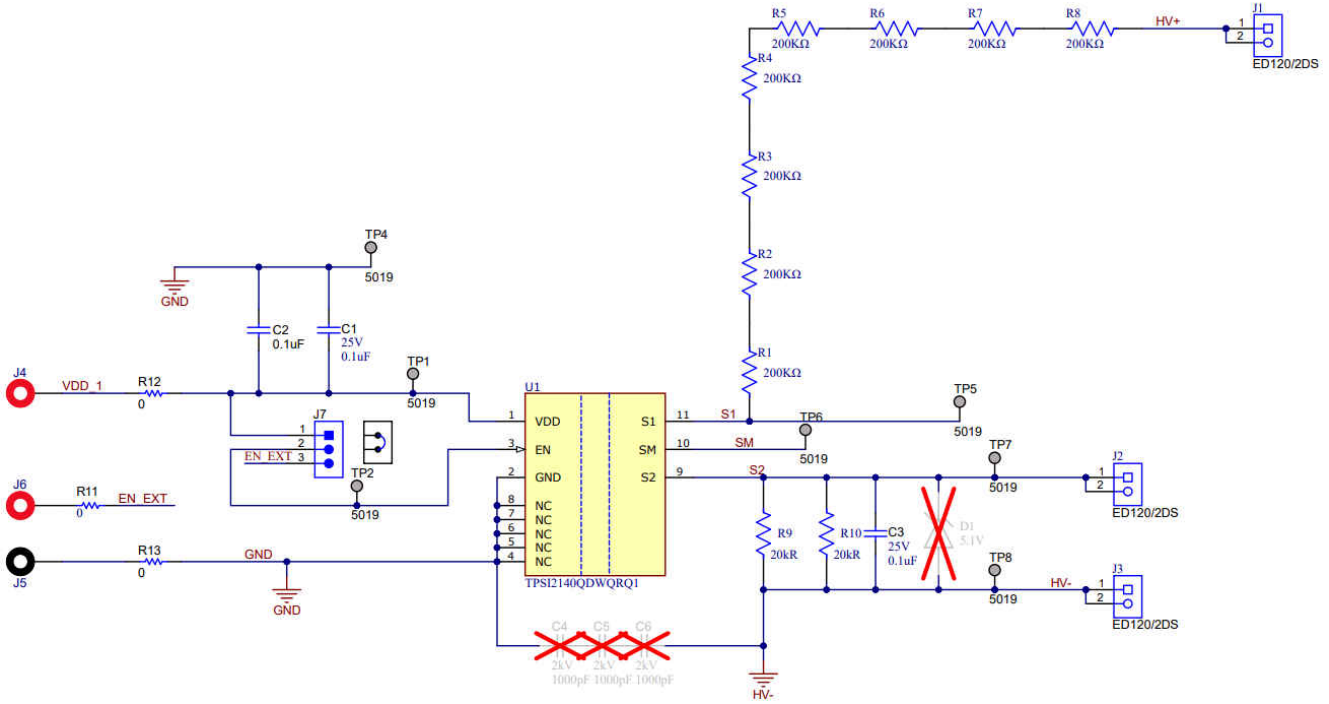 R5
R6
R7
R8
HV+
J1
1
2
200KΩ
200KΩ
200KΩ
200KΩ
ED120/2DS
R4
200KΩ
R3
200KΩ
TP4
5019
R2
200KΩ
GND
C2
0.1uF
C1
25V
0.1uF
R1
200KΩ
TP1
5019
J4
VDD_1
R12
0
U1
TP5
5019
J7
1
2
3
EN_EXT
1
VDD
S1
11
S1
TP6
5019
3
EN
SM
10
SM
2
GND
S2
9
S2
TP7
5019
J2
1
2
ED120/2DS
TP2
5019
J6
R11
0
EN_EXT
8
NC
7
NC
6
NC
5
NC
4
NC
R9
20kR
R10
20kR
C3
25V
0.1uF
D1
5.1V
J5
R13
0
GND
GND
TPSI2140QDWQRQ1
TP8
5019
HV-
J3
1
2
ED120/2DS
C4
C5
C6
2kV
2kV
2kV
1000pF
1000pF
1000pF
HV-